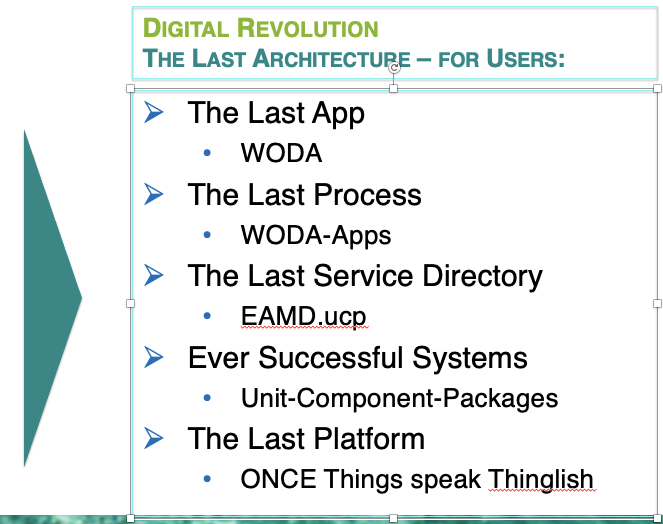 DIGITAL REVOLUTION
THE LAST ARCHITECTURE – FOR USERS:
The Last App
WODA
The Last Process
WODA-Apps
The Last Service Directory
EAMD.ucp
Ever Successful Systems
Unit-Component-Packages
The Last Platform
ONCE Things speak Thinglish